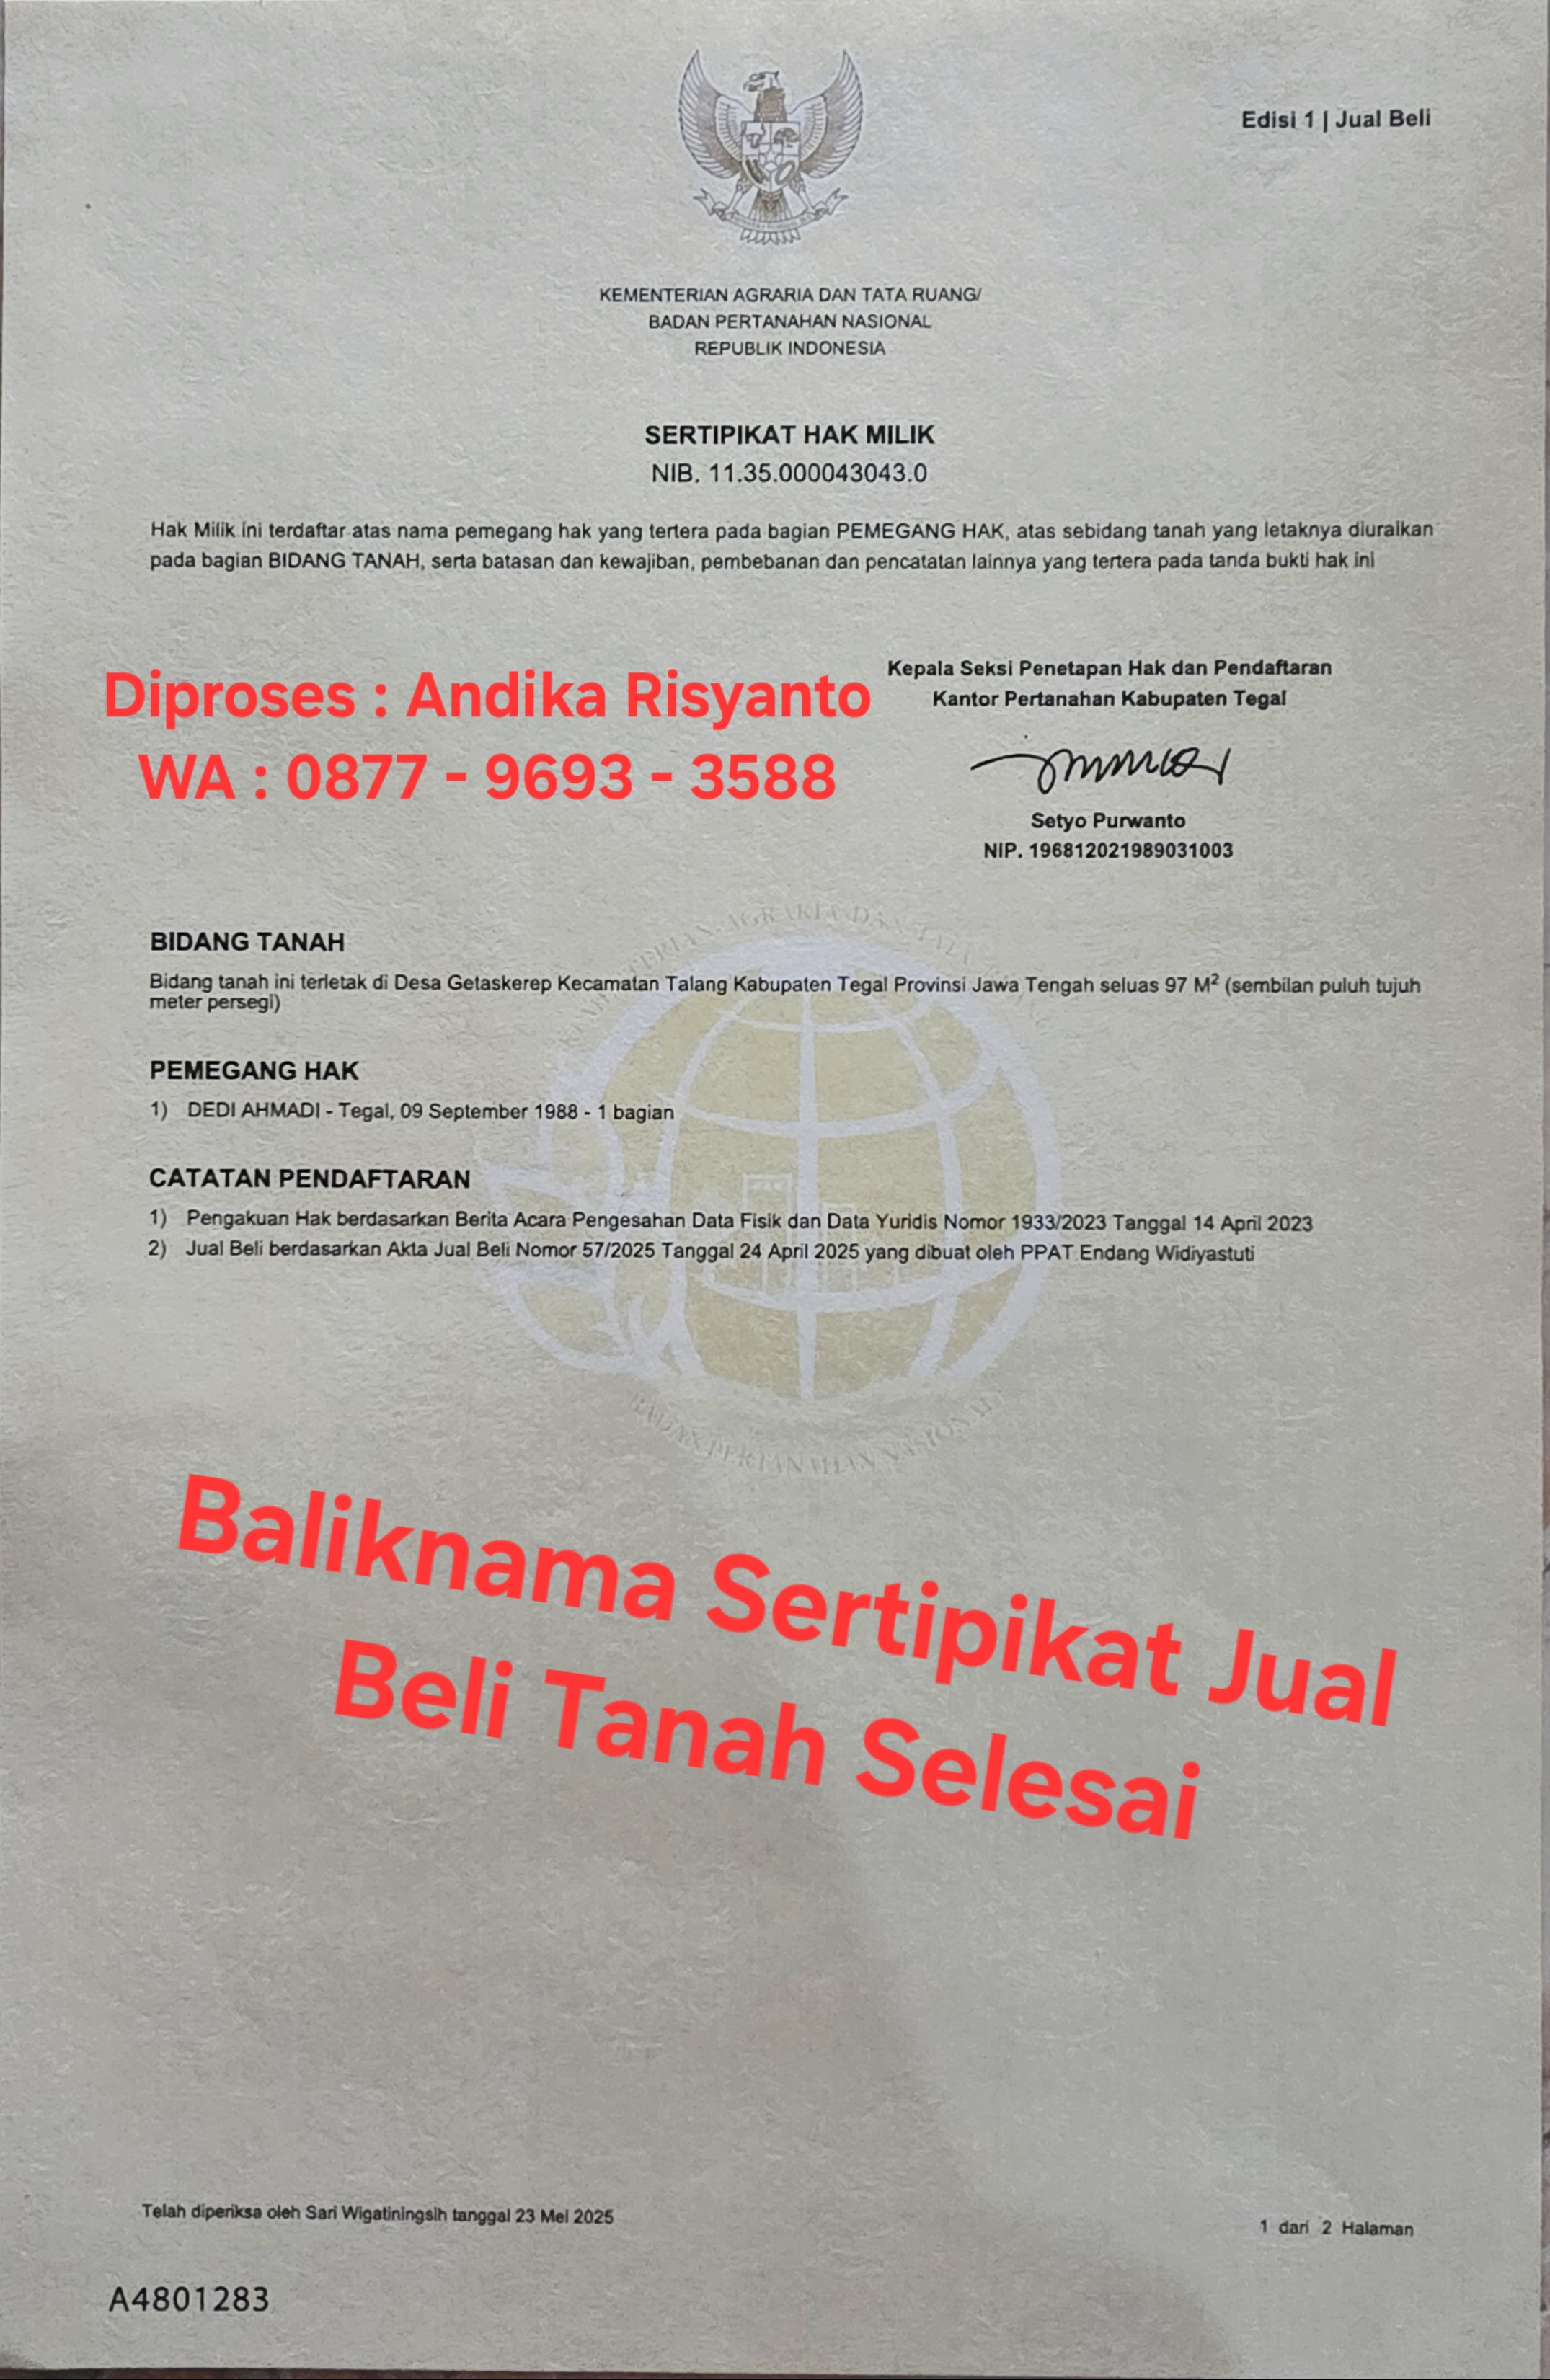 Edisi 1 | Jual Beli
KEMENTERIAN AGRARIA DAN TATA RUANG/
BADAN PERTANAHAN NASIONAL
REPUBLIK INDONESIA
SERTIPIKAT HAK MILIK
NIB. 11.35.000043043.0
Hak Milik ini terdaftar atas nama pemegang hak yang tertera pada bagian PEMEGANG HAK, atas sebidang tanah yang letaknya diuraikan
pada bagian BIDANG TANAH, serta batasan dan kewajiban, pembebanan dan pencatatan lainnya yang tertera pada tanda bukti hak ini
Diproses : Andika Risyanto
WA : 0877 - 9693 - 3588
Kepala Seksi Penetapan Hak dan Pendaftaran
Kantor Pertanahan Kabupaten Tegal
Setyo Purwanto
NIP. 196812021989031003
BIDANG TANAH
Bidang tanah ini terletak di Desa Getaskerep Kecamatan Talang Kabupaten Tegal Provinsi Jawa Tengah seluas 97 M² (sembilan puluh tujuh
meter persegi)
PEMEGANG HAK
1) DEDI AHMADI - Tegal, 09 September 1988 - 1 bagian
CATATAN PENDAFTARAN
1) Pengakuan Hak berdasarkan Berita Acara Pengesahan Data Fisik dan Data Yuridis Nomor 1933/2023 Tanggal 14 April 2023
2) Jual Beli berdasarkan Akta Jual Beli Nomor 57/2025 Tanggal 24 April 2025 yang dibuat oleh PPAT Endang Widiyastuti
BADAN PERTANAHAN NASIONAL
Baliknama Sertipikat Jual
Beli Tanah Selesai
Telah diperiksa oleh Sari Wigatiningsih tanggal 23 Mei 2025
1 dari 2 Halaman
A4801283